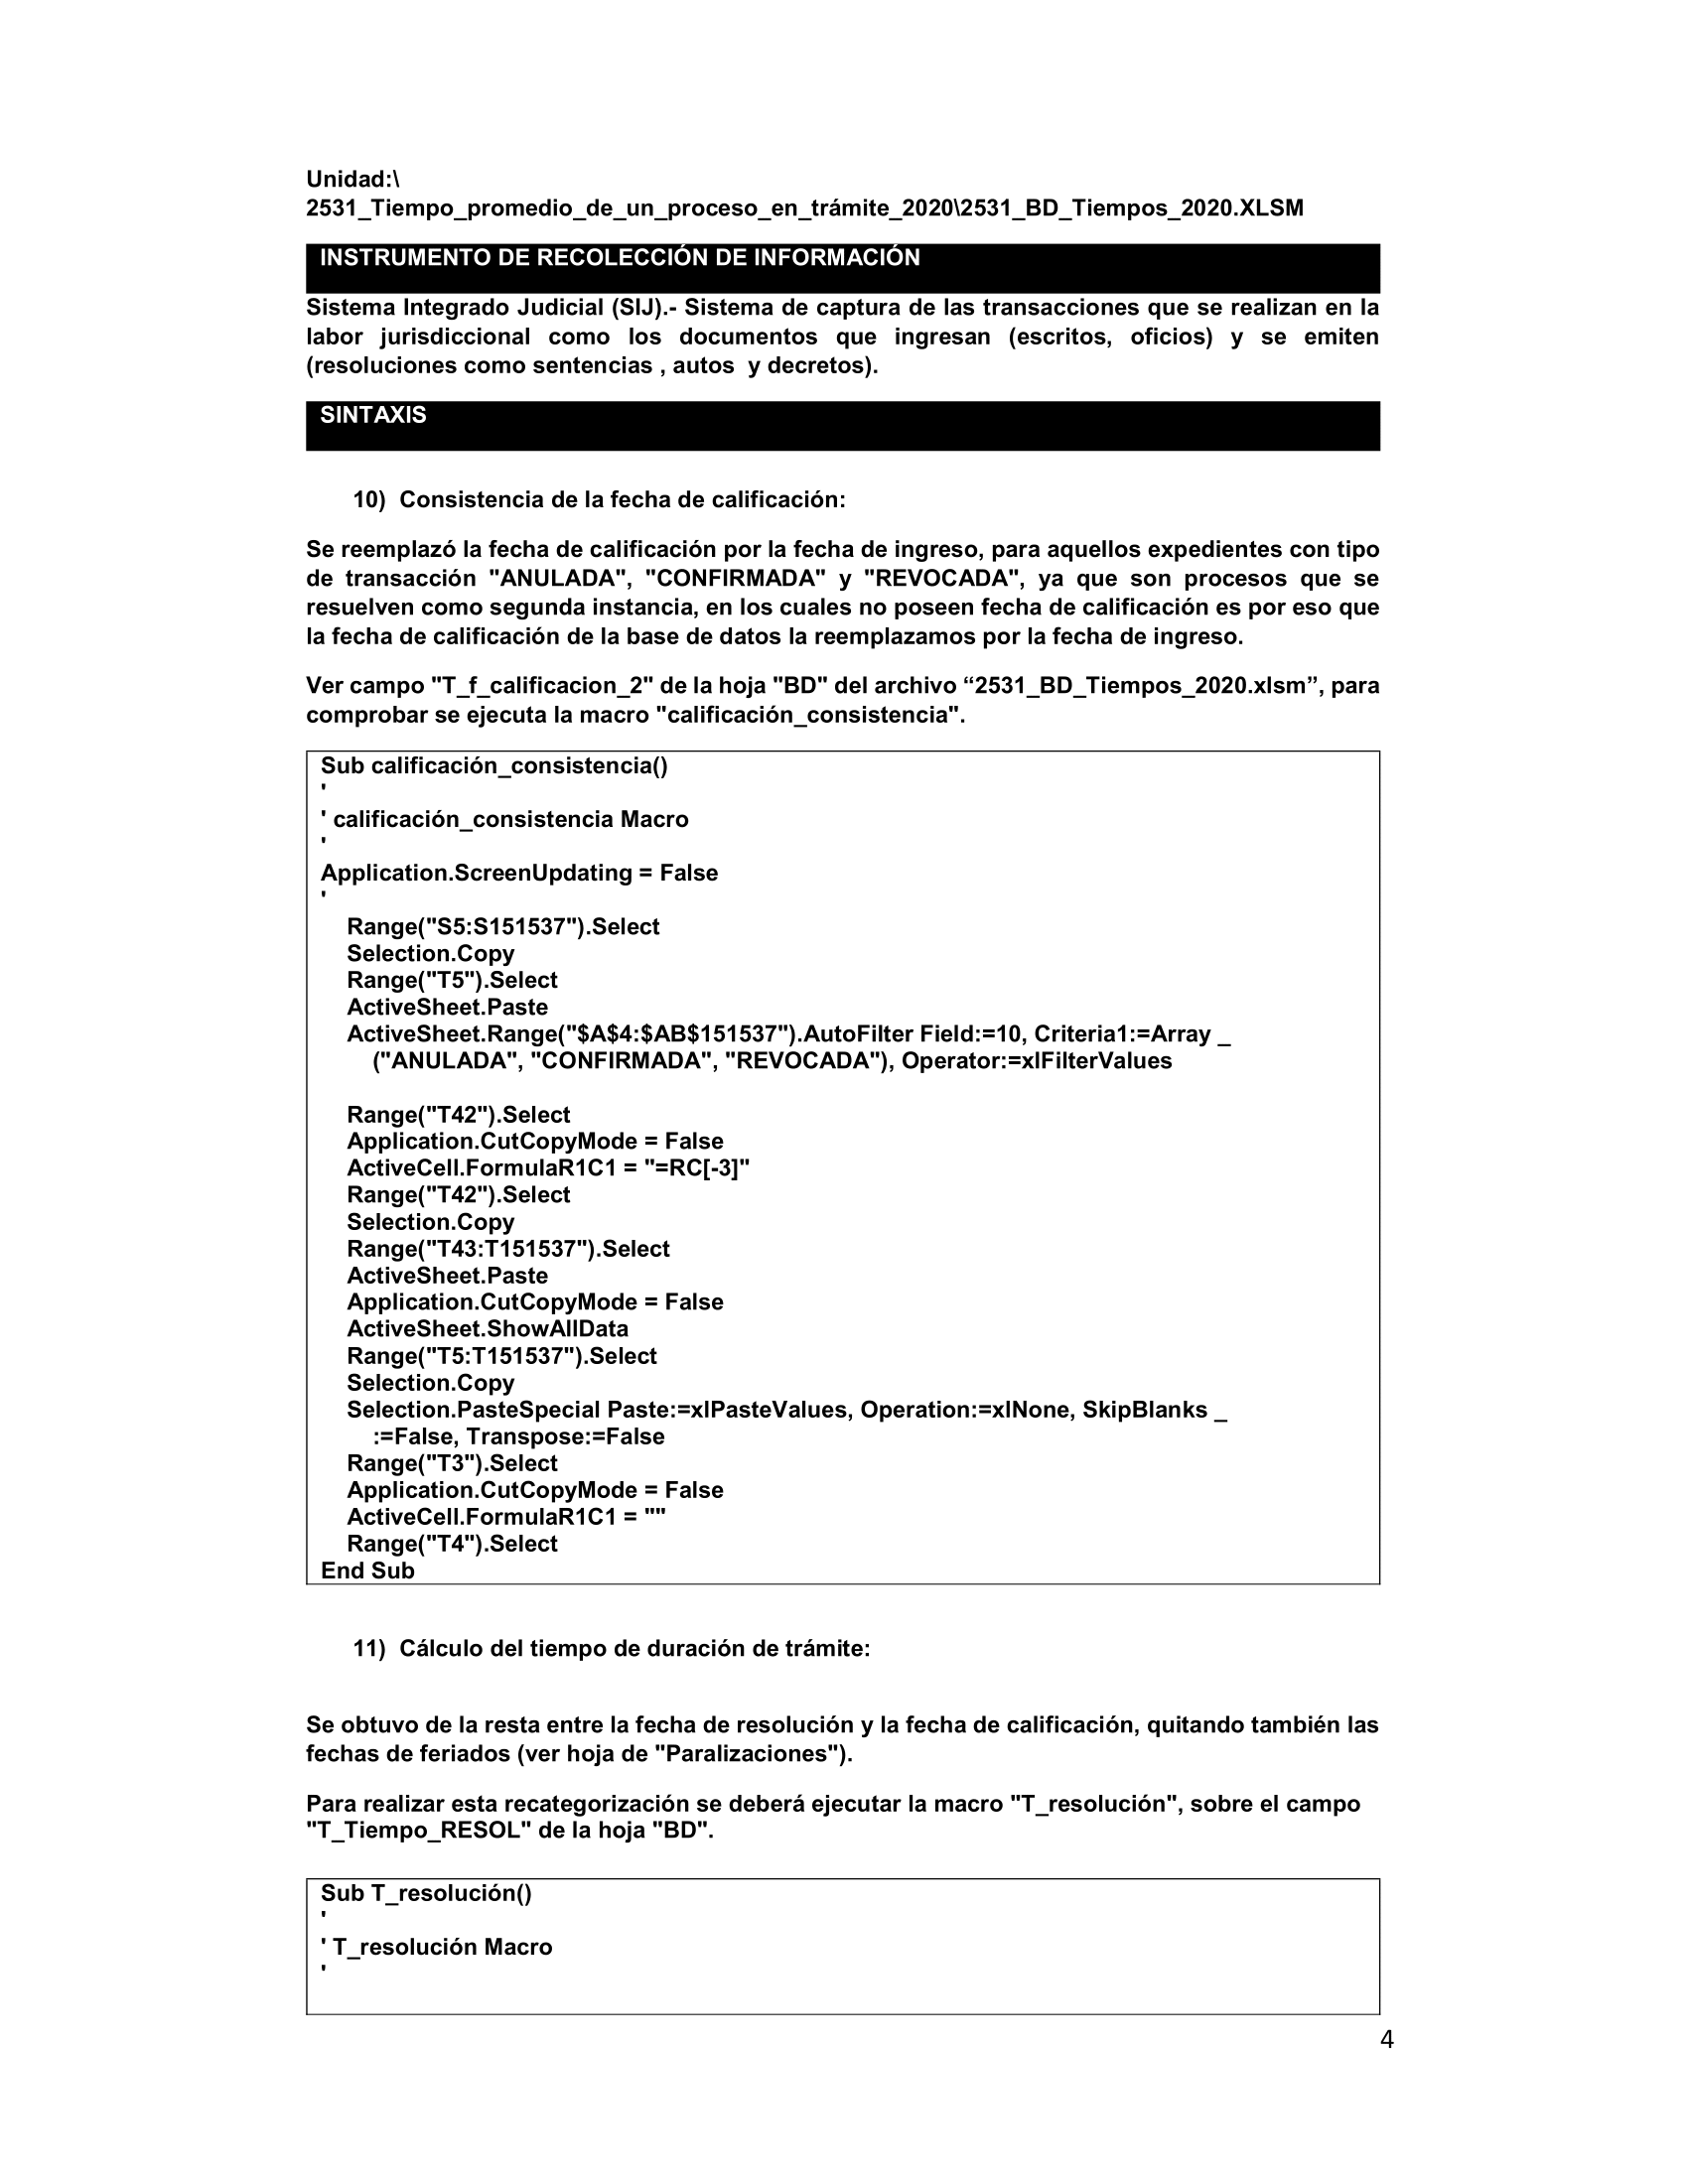 Unidad:\
2531_Tiempo_promedio_de_un_proceso_en_trámite_2020\2531_BD_Tiempos_2020.XLSM
INSTRUMENTO DE RECOLECCIÓN DE INFORMACIÓN
Sistema Integrado Judicial (SIJ).- Sistema de captura de las transacciones que se realizan en la
labor jurisdiccional como los documentos que ingresan (escritos, oficios) y se emiten
(resoluciones como sentencias , autos  y decretos).
SINTAXIS
10) Consistencia de la fecha de calificación:
Se reemplazó la fecha de calificación por la fecha de ingreso, para aquellos expedientes con tipo
de transacción "ANULADA", "CONFIRMADA" y "REVOCADA", ya que son procesos que se
resuelven como segunda instancia, en los cuales no poseen fecha de calificación es por eso que
la fecha de calificación de la base de datos la reemplazamos por la fecha de ingreso.
Ver campo "T_f_calificacion_2" de la hoja "BD" del archivo “2531_BD_Tiempos_2020.xlsm”, para
comprobar se ejecuta la macro "calificación_consistencia".
Sub calificación_consistencia()
'
' calificación_consistencia Macro
'
Application.ScreenUpdating = False
'
Range("S5:S151537").Select
Selection.Copy
Range("T5").Select
ActiveSheet.Paste
ActiveSheet.Range("$A$4:$AB$151537").AutoFilter Field:=10, Criteria1:=Array _
("ANULADA", "CONFIRMADA", "REVOCADA"), Operator:=xlFilterValues
Range("T42").Select
Application.CutCopyMode = False
ActiveCell.FormulaR1C1 = "=RC[-3]"
Range("T42").Select
Selection.Copy
Range("T43:T151537").Select
ActiveSheet.Paste
Application.CutCopyMode = False
ActiveSheet.ShowAllData
Range("T5:T151537").Select
Selection.Copy
Selection.PasteSpecial Paste:=xlPasteValues, Operation:=xlNone, SkipBlanks _
:=False, Transpose:=False
Range("T3").Select
Application.CutCopyMode = False
ActiveCell.FormulaR1C1 = ""
Range("T4").Select
End Sub
11) Cálculo del tiempo de duración de trámite:
Se obtuvo de la resta entre la fecha de resolución y la fecha de calificación, quitando también las
fechas de feriados (ver hoja de "Paralizaciones").
Para realizar esta recategorización se deberá ejecutar la macro "T_resolución", sobre el campo
"T_Tiempo_RESOL" de la hoja "BD".
Sub T_resolución()
'
' T_resolución Macro
'
4